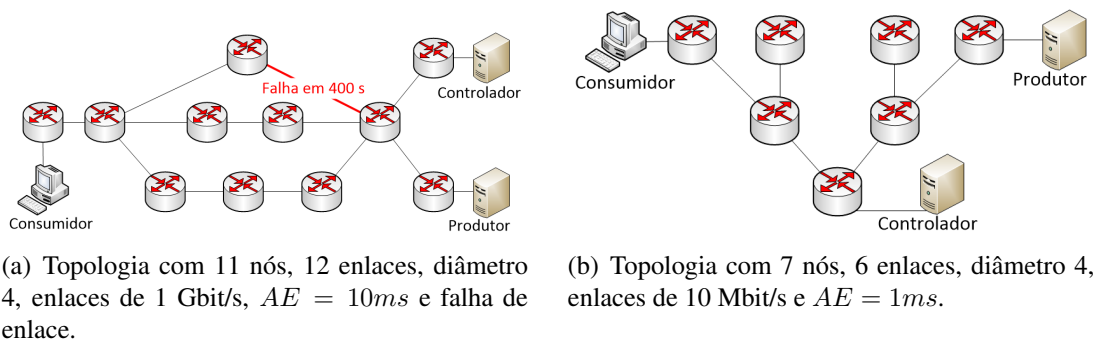 Falha em 400 s
Controlador
Consumidor
Produtor
Consumidor
Produtor
Controlador
(a) Topologia com 11 nós, 12 enlaces, diâmetro
4, enlaces de 1 Gbit/s, AE = 10ms e falha de
enlace.
(b) Topologia com 7 nós, 6 enlaces, diâmetro 4,
enlaces de 10 Mbit/s e AE = 1ms.